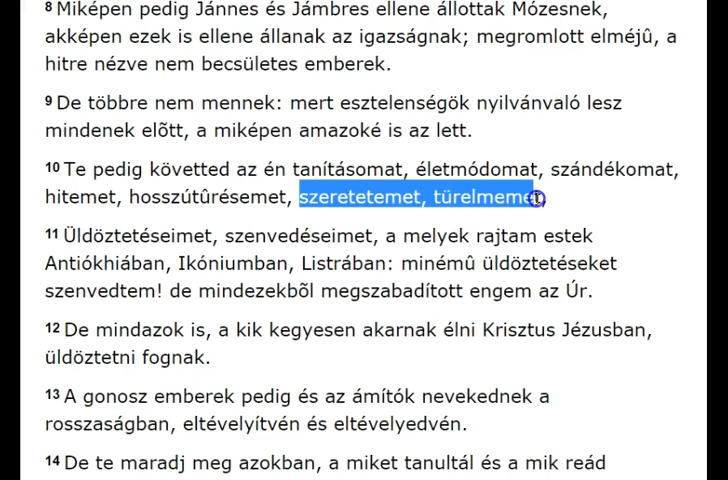 8 Miképen pedig Jánnes és Jámbres ellene állottak Mózesnek,
akképen ezek is ellene állanak az igazságnak; megromlott elméjû, a
hitre nézve nem becsületes emberek.
9 De többre nem mennek: mert esztelenségök nyilvánvaló lesz
mindenek elõtt, a miképen amazoké is az lett.
10 Te pedig követted az én tanításomat, életmódomat, szándékomat,
hitemet, hosszútûrésemet, szeretetemet, türelmemet,
11 Üldöztetéseimet, szenvedéseimet, a melyek rajtam estek
Antiókhiában, Ikóniumban, Listrában: minémû üldöztetéseket
szenvedtem! de mindezekbõl megszabadított engem az Úr.
12 De mindazok is, a kik kegyesen akarnak élni Krisztus Jézusban,
üldöztetni fognak.
13 A gonosz emberek pedig és az ámítók nevekednek a
rosszaságban, eltévelyítvén és eltévelyedvén.
14 De te maradj meg azokban, a miket tanultál és a mik reád